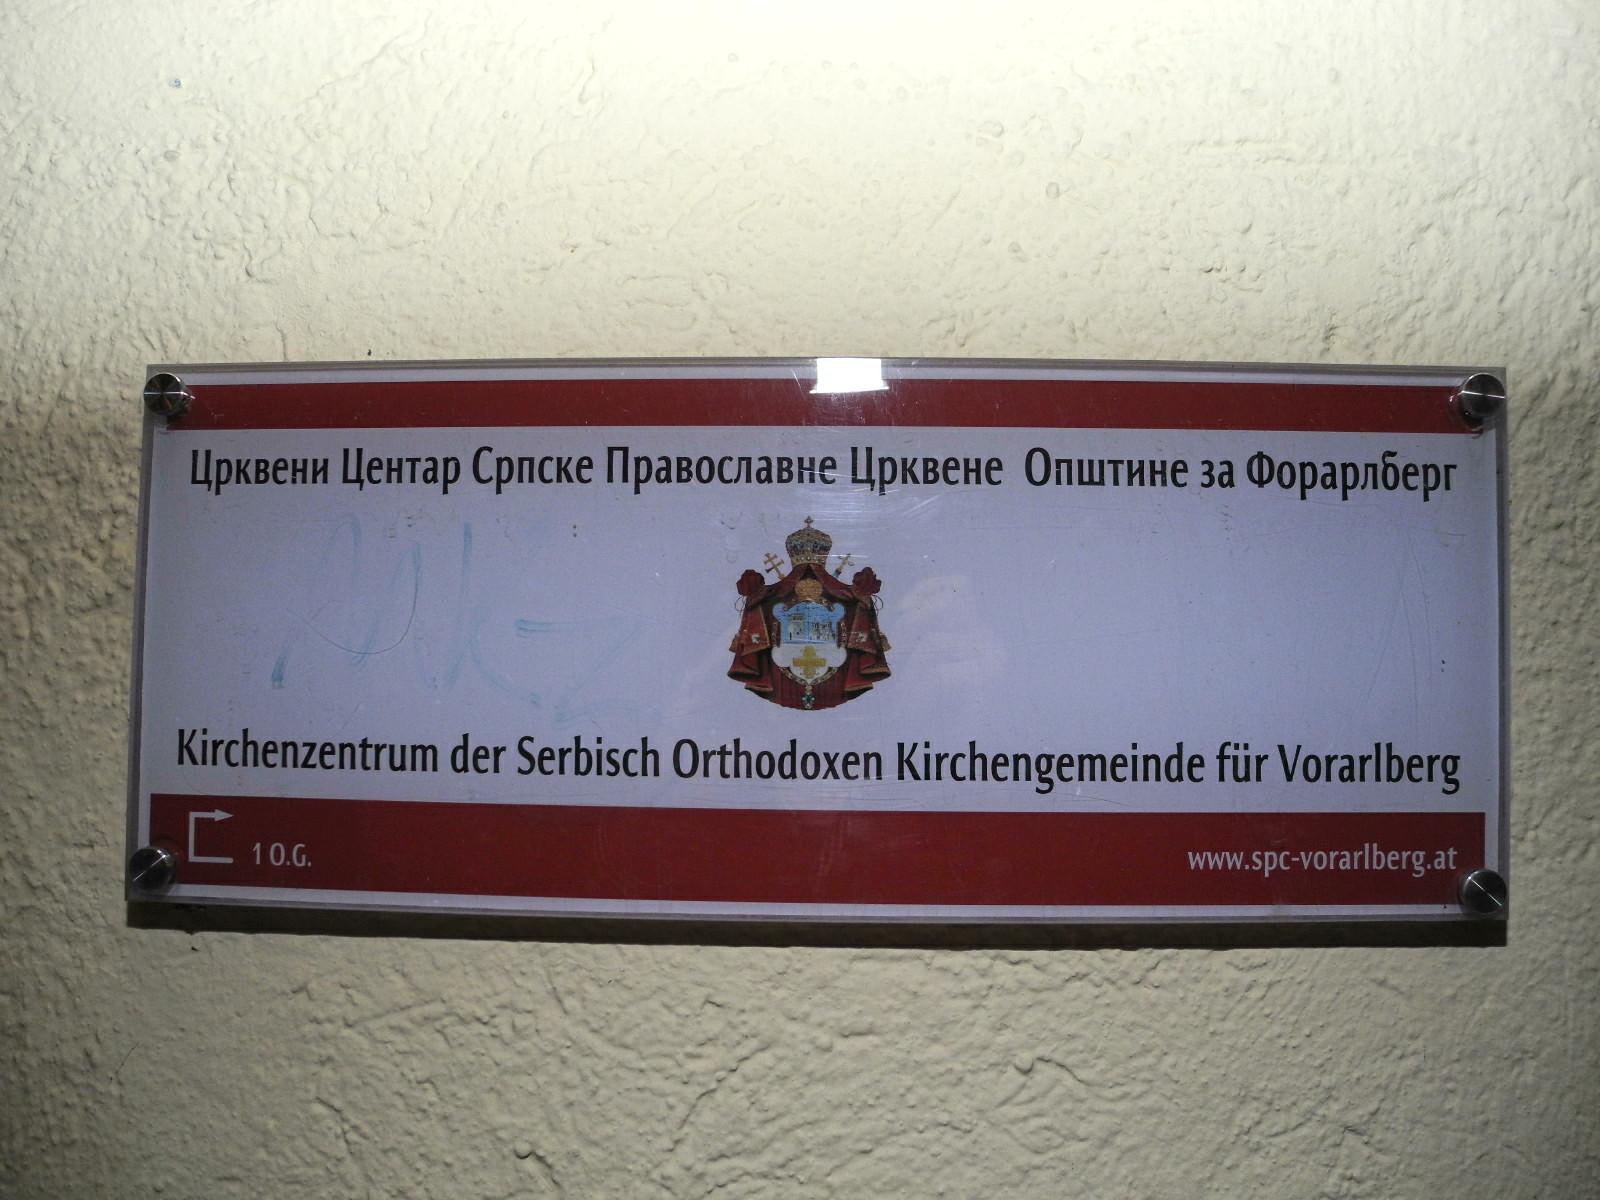 Црквени Центар Српске Православне Црквене Општине за Форарлберг
Kirchenzentrum der Serbisch Orthodoxen Kirchengemeinde für Vorarlberg
1 O.G.
www.spc-vorarlberg.at